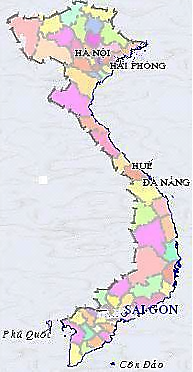 HÀ NỘI
HẢI PHÒNG
HUẾ
ĐÀ NẴNG
SAIGON
Phú Quốc
Côn Đảo